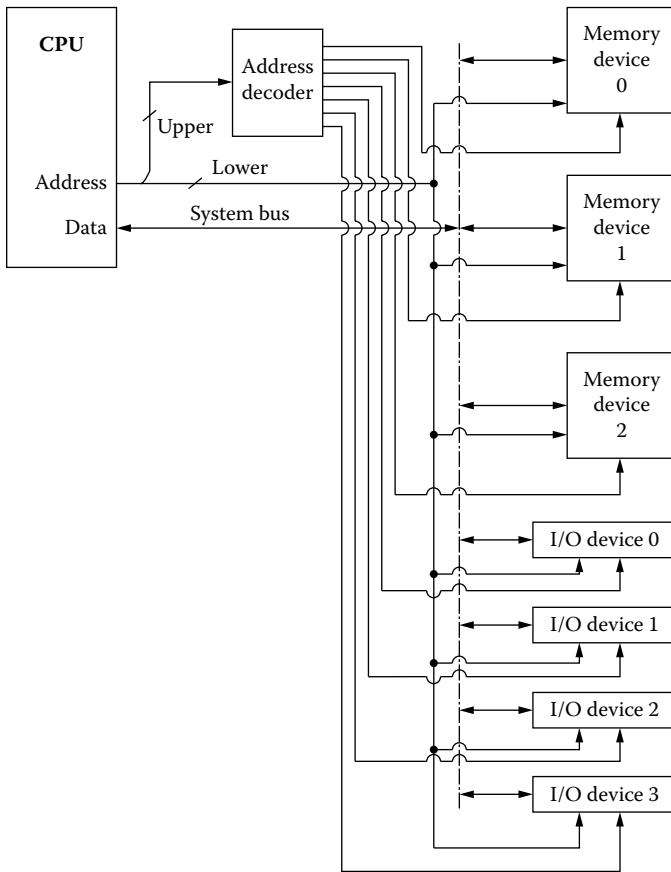 CPU
Address
decoder
Memory
device
0
Upper
Address
Lower
Data
System bus
Memory
device
1
Memory
device
2
I/O device 0
I/O device 1
I/O device 2
I/O device 3